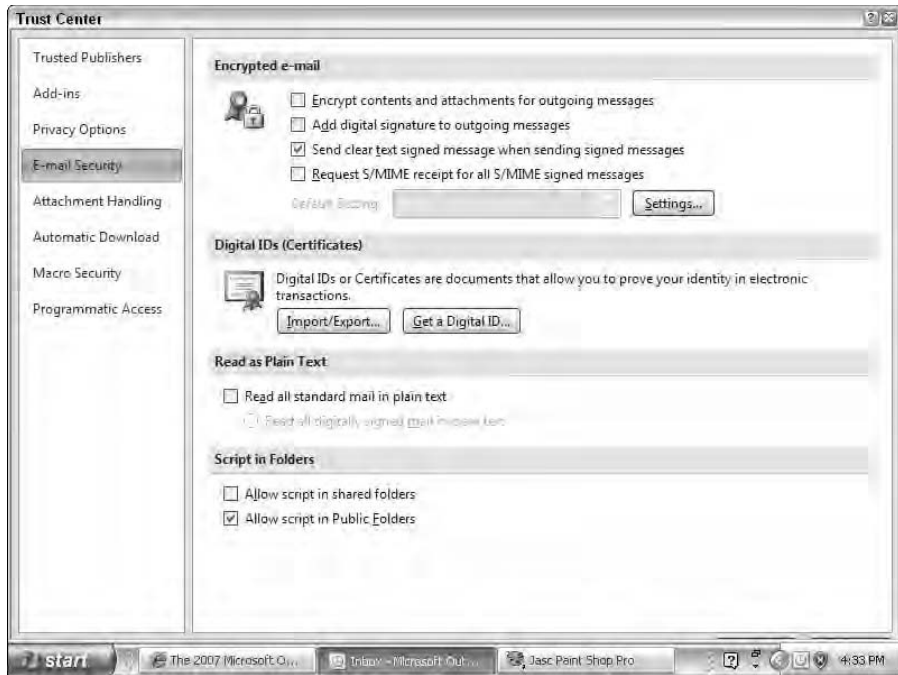 Trust Center
Trusted Publishers
Add-ins
Privacy Options
E-mail Security
Attachment Handling
Automatic Download
Macro Security
Programmatic Access
Encrypted e-mail
Encrypt contents and attachments for outgoing messages
Add digital signature to outgoing messages
Send clear text signed message when sending signed messages
Request S/MIME receipt for all S/MIME signed messages
Default Setting:
Settings...
Digital IDs (Certificates)
Digital IDs or Certificates are documents that allow you to prove your identity in electronic
transactions.
Import/Export... Get a Digital ID...
Read as Plain Text
Read all standard mail in plain text
Read all digitally signed mail in plain text
Script in Folders
Allow script in shared folders
Allow script in Public Folders
start The 2007 Microsoft O... Inbox - Microsoft Out... Jasc Paint Shop Pro 4:33 PM